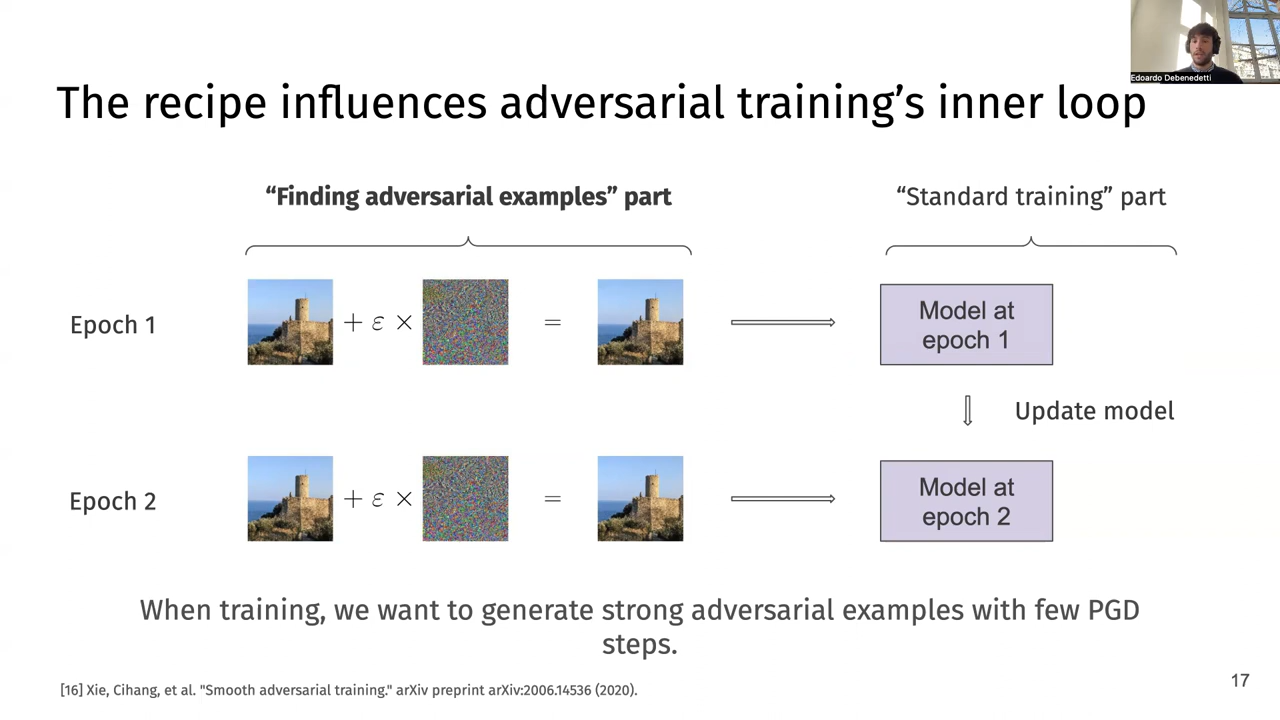 Edoardo Debenedetti
The recipe influences adversarial training’s inner loop
“Finding adversarial examples” part
“Standard training” part
Epoch 1
+ ε ×
=
Model at
epoch 1
Update model
Epoch 2
+ ε ×
=
Model at
epoch 2
When training, we want to generate strong adversarial examples with few PGD
steps.
[16] Xie, Cihang, et al. "Smooth adversarial training." arXiv preprint arXiv:2006.14536 (2020).
17